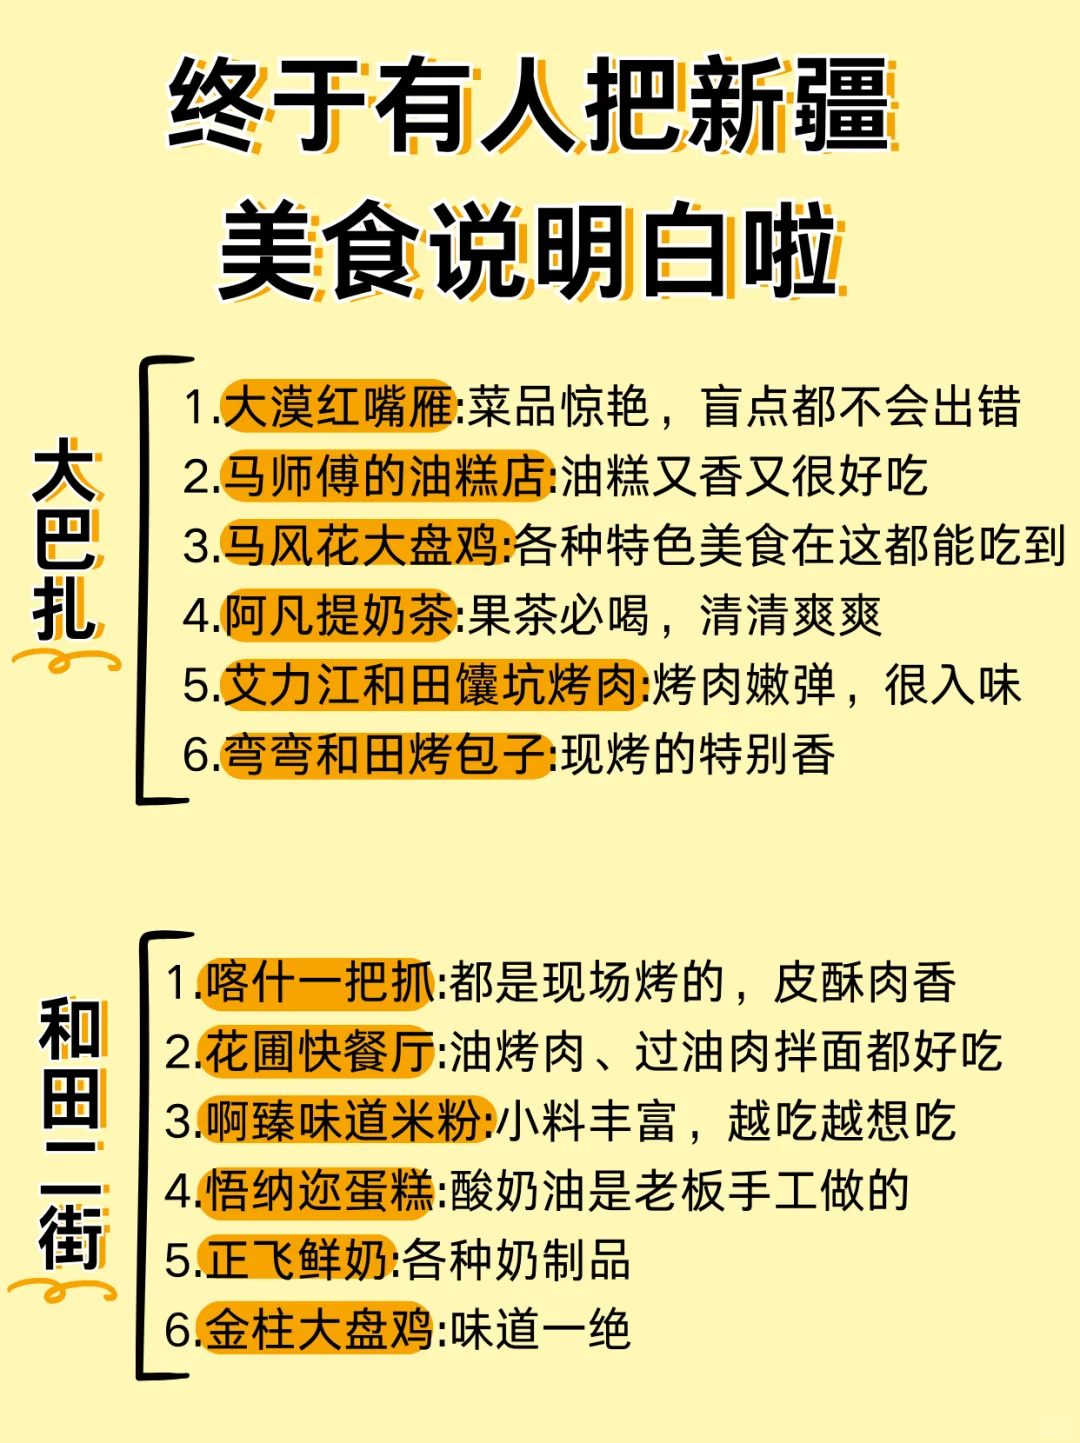 终于有人把新疆
美食说明白啦
大巴扎
1.大漠红嘴雁:菜品惊艳，盲点都不会出错
2.马师傅的油糕店:油糕又香又很好吃
3.马风花大盘鸡:各种特色美食在这都能吃到
4.阿凡提奶茶:果茶必喝，清清爽爽
5.艾力江和田馕坑烤肉:烤肉嫩弹，很入味
6.弯弯和田烤包子:现烤的特别香
和田二街
1.喀什一把抓:都是现场烤的，皮酥肉香
2.花圃快餐厅:油烤肉、过油肉拌面都好吃
3.啊臻味道米粉:小料丰富，越吃越想吃
4.悟纳迩蛋糕:酸奶油是老板手工做的
5.正飞鲜奶:各种奶制品
6.金柱大盘鸡:味道一绝